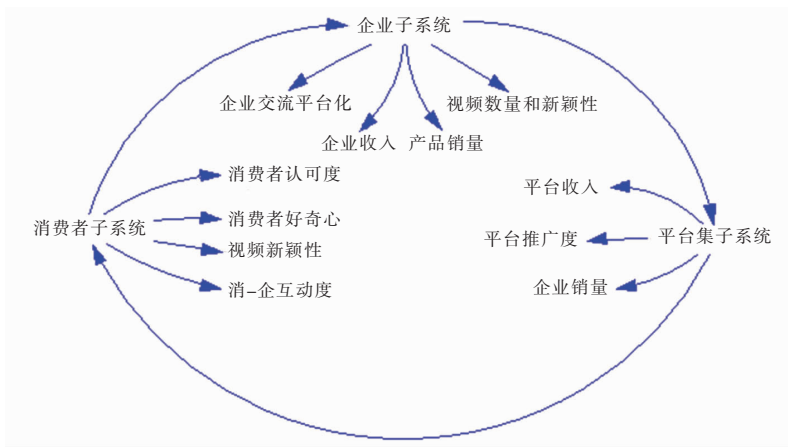 企业子系统
企业交流平台化
视频数量和新颖性
企业收入 产品销量
消费者认可度
平台收入
消费者好奇心
消费者子系统
平台推广度
平台集子系统
视频新颖性
消–企互动度
企业销量